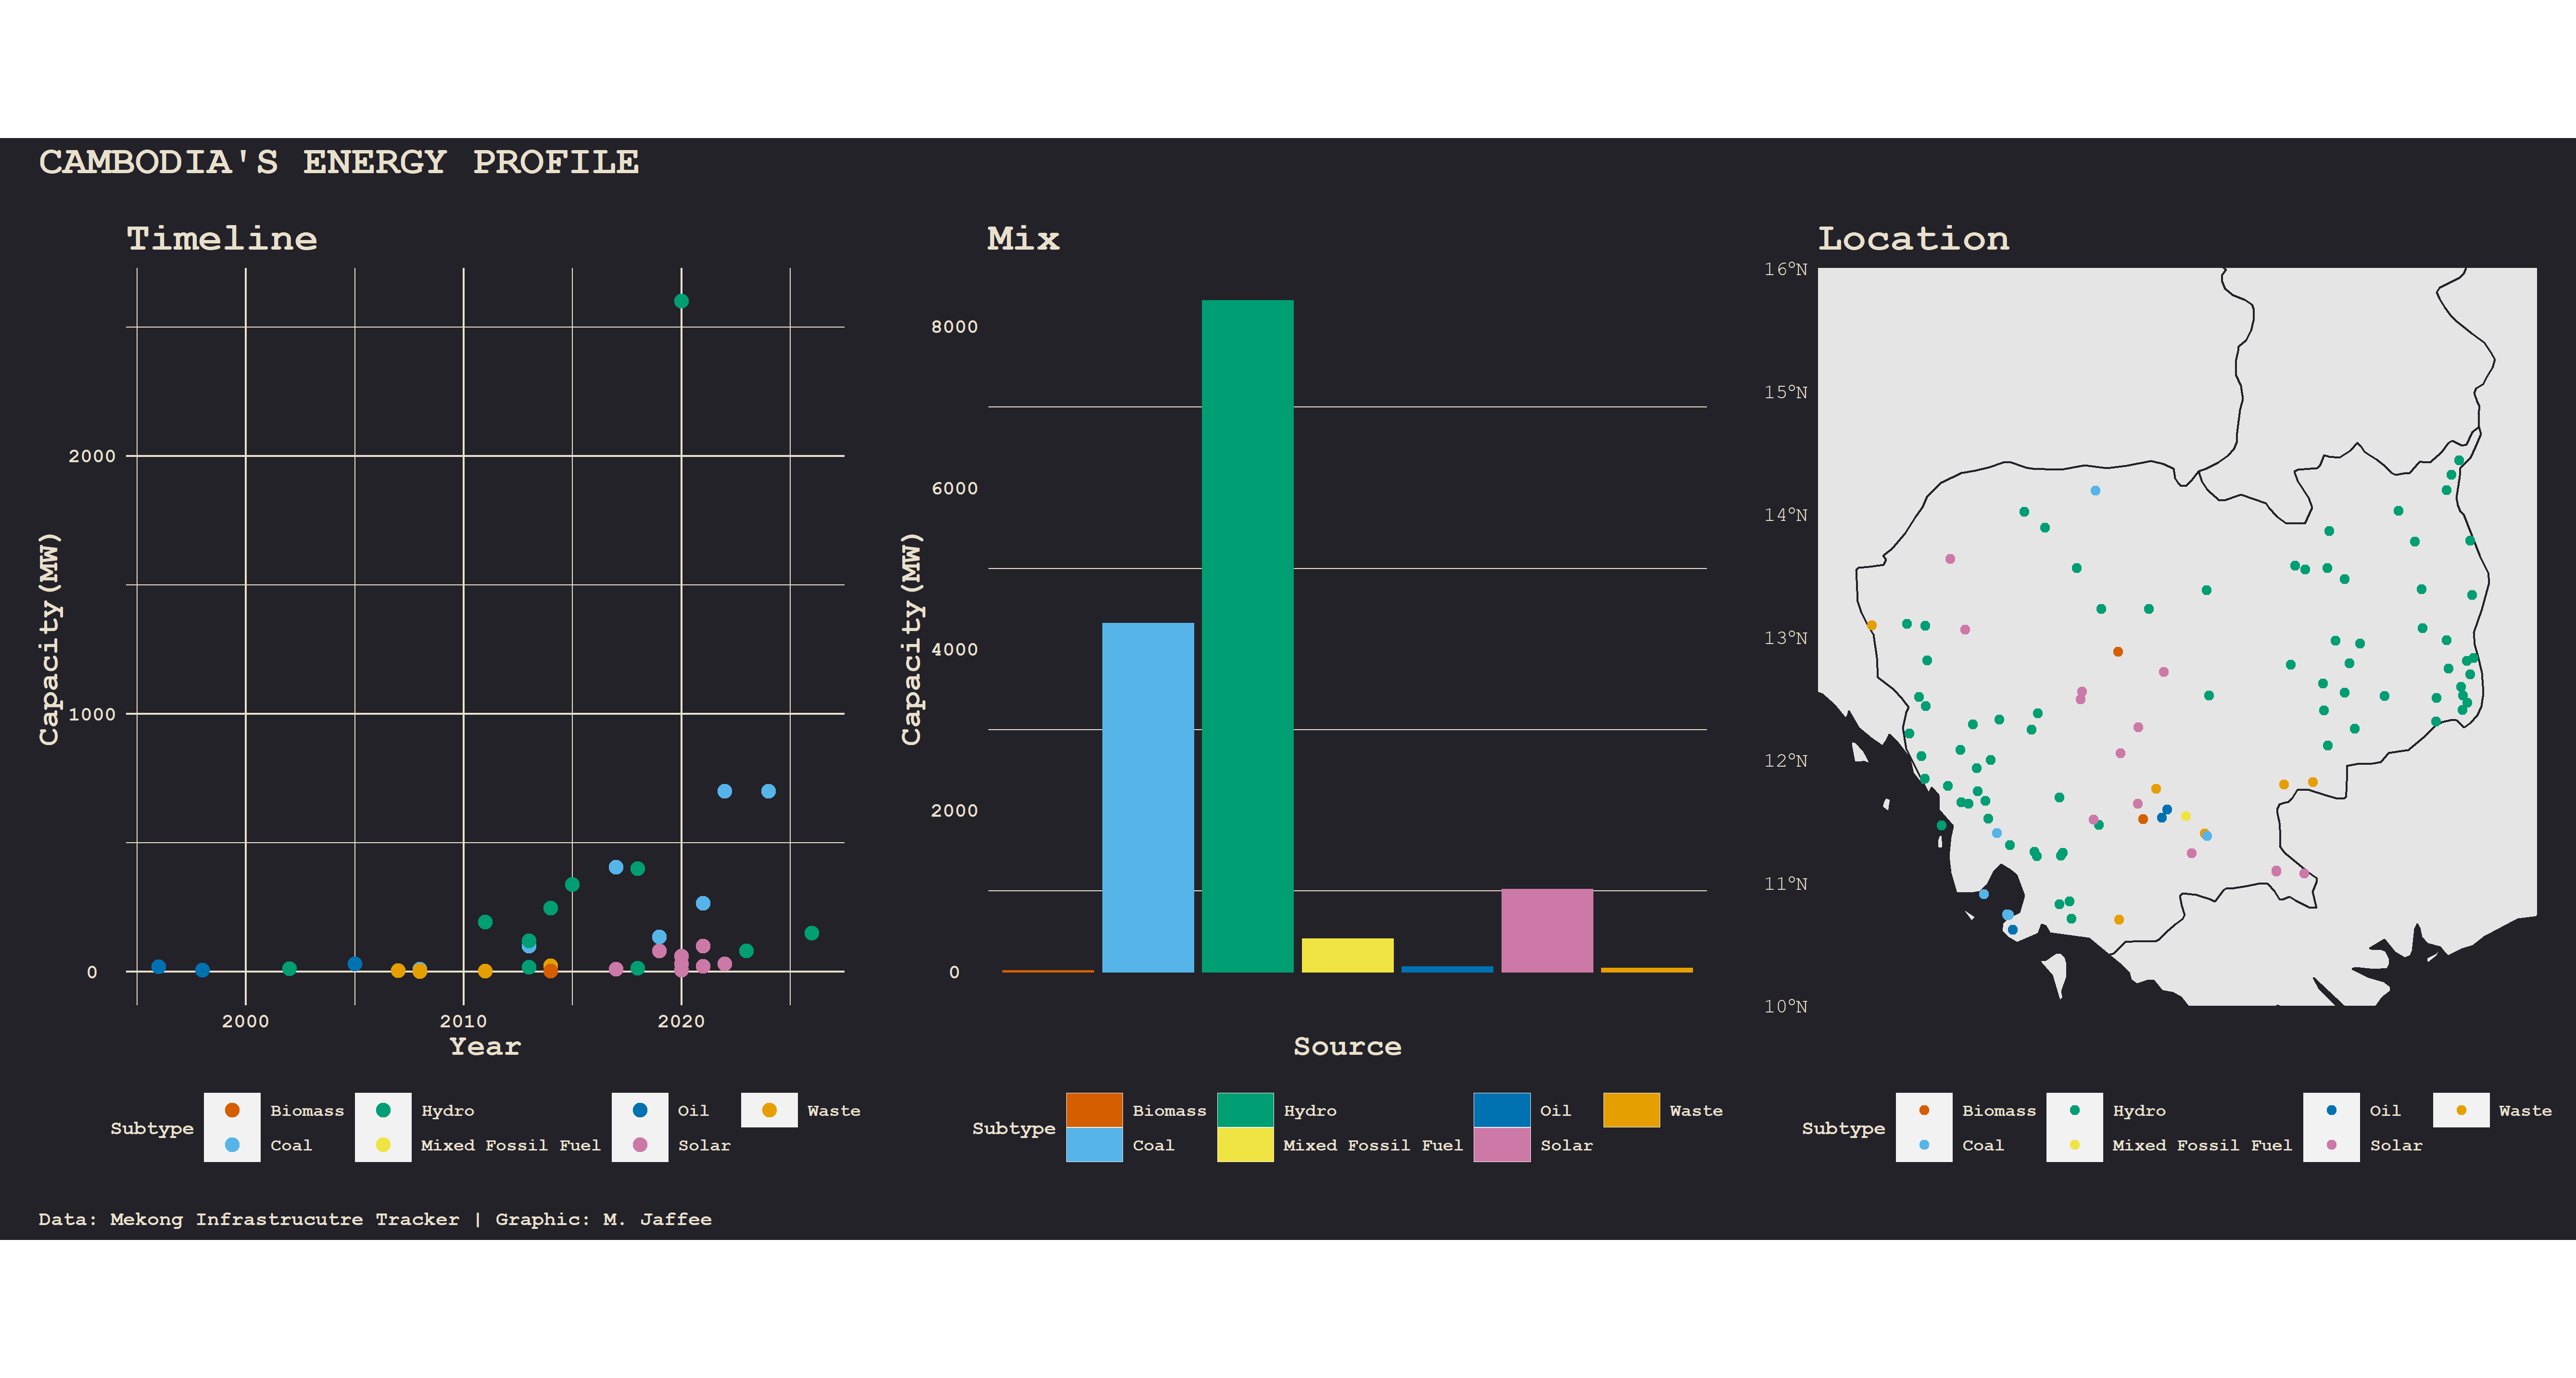 CAMBODIA'S ENERGY PROFILE
Timeline
Capacity(MW)
2000
1000
0
2000 2010 2020
Year
Subtype
Biomass Hydro Oil Waste
Coal Mixed Fossil Fuel Solar
Mix
Capacity(MW)
8000
6000
4000
2000
0
Source
Subtype
Biomass Hydro Oil Waste
Coal Mixed Fossil Fuel Solar
Location
16°N
15°N
14°N
13°N
12°N
11°N
10°N
Subtype
Biomass Hydro Oil Waste
Coal Mixed Fossil Fuel Solar
Data: Mekong Infrastrucutre Tracker | Graphic: M. Jaffee